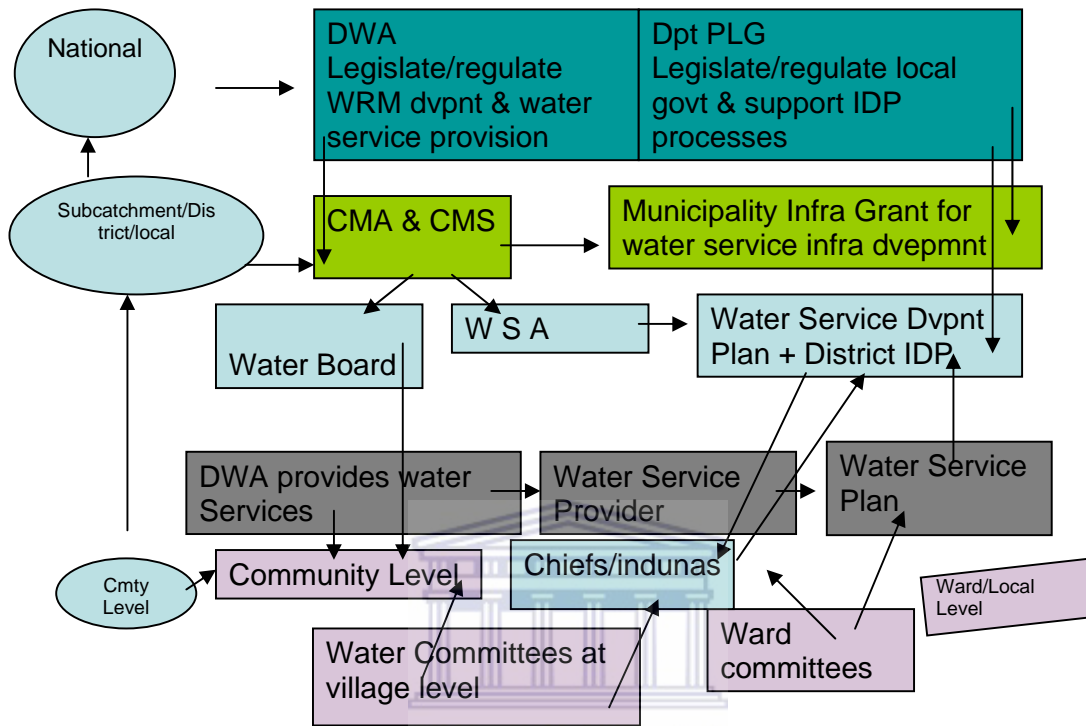 National
DWA
Legislate/regulate
WRM dvpnt & water
service provision
Dpt PLG
Legislate/regulate local
govt & support IDP
processes
Subcatchment/Dis
trict/local
CMA & CMS
Municipality Infra Grant for
water service infra dvepmnt
Water Board
W S A
Water Service Dvpnt
Plan + District IDP
DWA provides water
Services
Water Service
Provider
Water Service
Plan
Cmty
Level
Community Level
Chiefs/indunas
Ward/Local
Level
Water Committees at
village level
Ward
committees